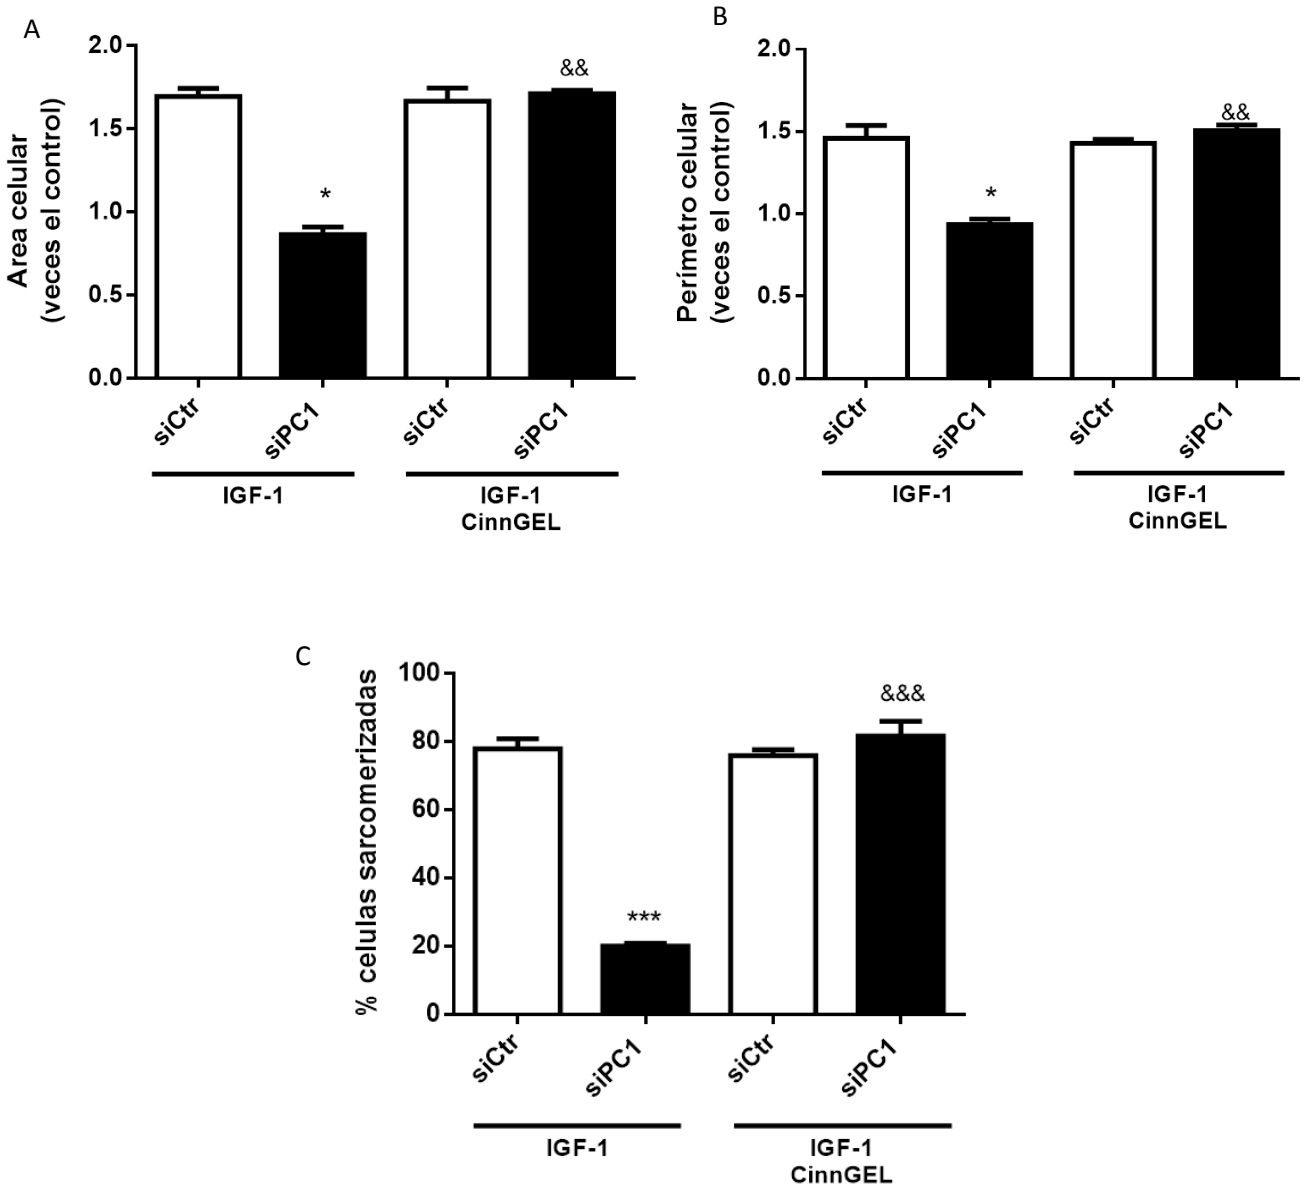 A
Area celular
(veces el control)
2.0
1.5
1.0
0.5
0.0
*
&&
siCtr
siPC1
siCtr
siPC1
IGF-1
IGF-1
CinnGEL
B
Perímetro celular
(veces el control)
2.0
1.5
1.0
0.5
0.0
*
&&
siCtr
siPC1
siCtr
siPC1
IGF-1
IGF-1
CinnGEL
C
% celulas sarcomerizadas
100
80
60
40
20
0
***
&&&
siCtr
siPC1
siCtr
siPC1
IGF-1
IGF-1
CinnGEL